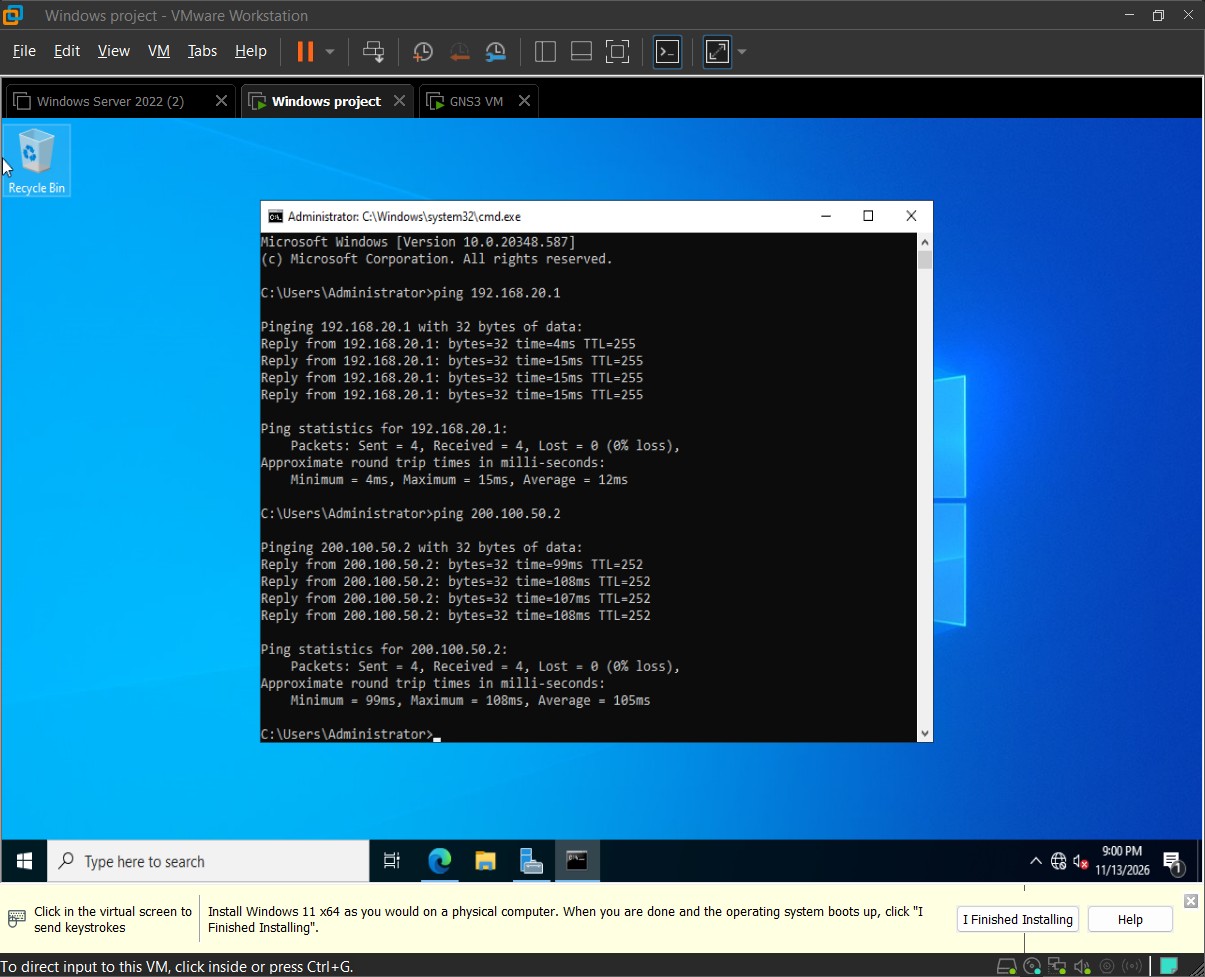 Windows project - VMware Workstation
File Edit View VM Tabs Help
Windows Server 2022 (2)
Windows project
GNS3 VM
Recycle Bin
Administrator: C:\Windows\system32\cmd.exe
Microsoft Windows [Version 10.0.20348.587]
(c) Microsoft Corporation. All rights reserved.
C:\Users\Administrator>ping 192.168.20.1
Pinging 192.168.20.1 with 32 bytes of data:
Reply from 192.168.20.1: bytes=32 time=4ms TTL=255
Reply from 192.168.20.1: bytes=32 time=15ms TTL=255
Reply from 192.168.20.1: bytes=32 time=15ms TTL=255
Reply from 192.168.20.1: bytes=32 time=15ms TTL=255
Ping statistics for 192.168.20.1:
Packets: Sent = 4, Received = 4, Lost = 0 (0% loss),
Approximate round trip times in milli-seconds:
Minimum = 4ms, Maximum = 15ms, Average = 12ms
C:\Users\Administrator>ping 200.100.50.2
Pinging 200.100.50.2 with 32 bytes of data:
Reply from 200.100.50.2: bytes=32 time=99ms TTL=252
Reply from 200.100.50.2: bytes=32 time=108ms TTL=252
Reply from 200.100.50.2: bytes=32 time=107ms TTL=252
Reply from 200.100.50.2: bytes=32 time=108ms TTL=252
Ping statistics for 200.100.50.2:
Packets: Sent = 4, Received = 4, Lost = 0 (0% loss),
Approximate round trip times in milli-seconds:
Minimum = 99ms, Maximum = 108ms, Average = 105ms
C:\Users\Administrator>
Type here to search
9:00 PM
11/13/2026
1
Click in the virtual screen to
send keystrokes
Install Windows 11 x64 as you would on a physical computer. When you are done and the operating system boots up, click "I
Finished Installing".
I Finished Installing
Help
To direct input to this VM, click inside or press Ctrl+G.